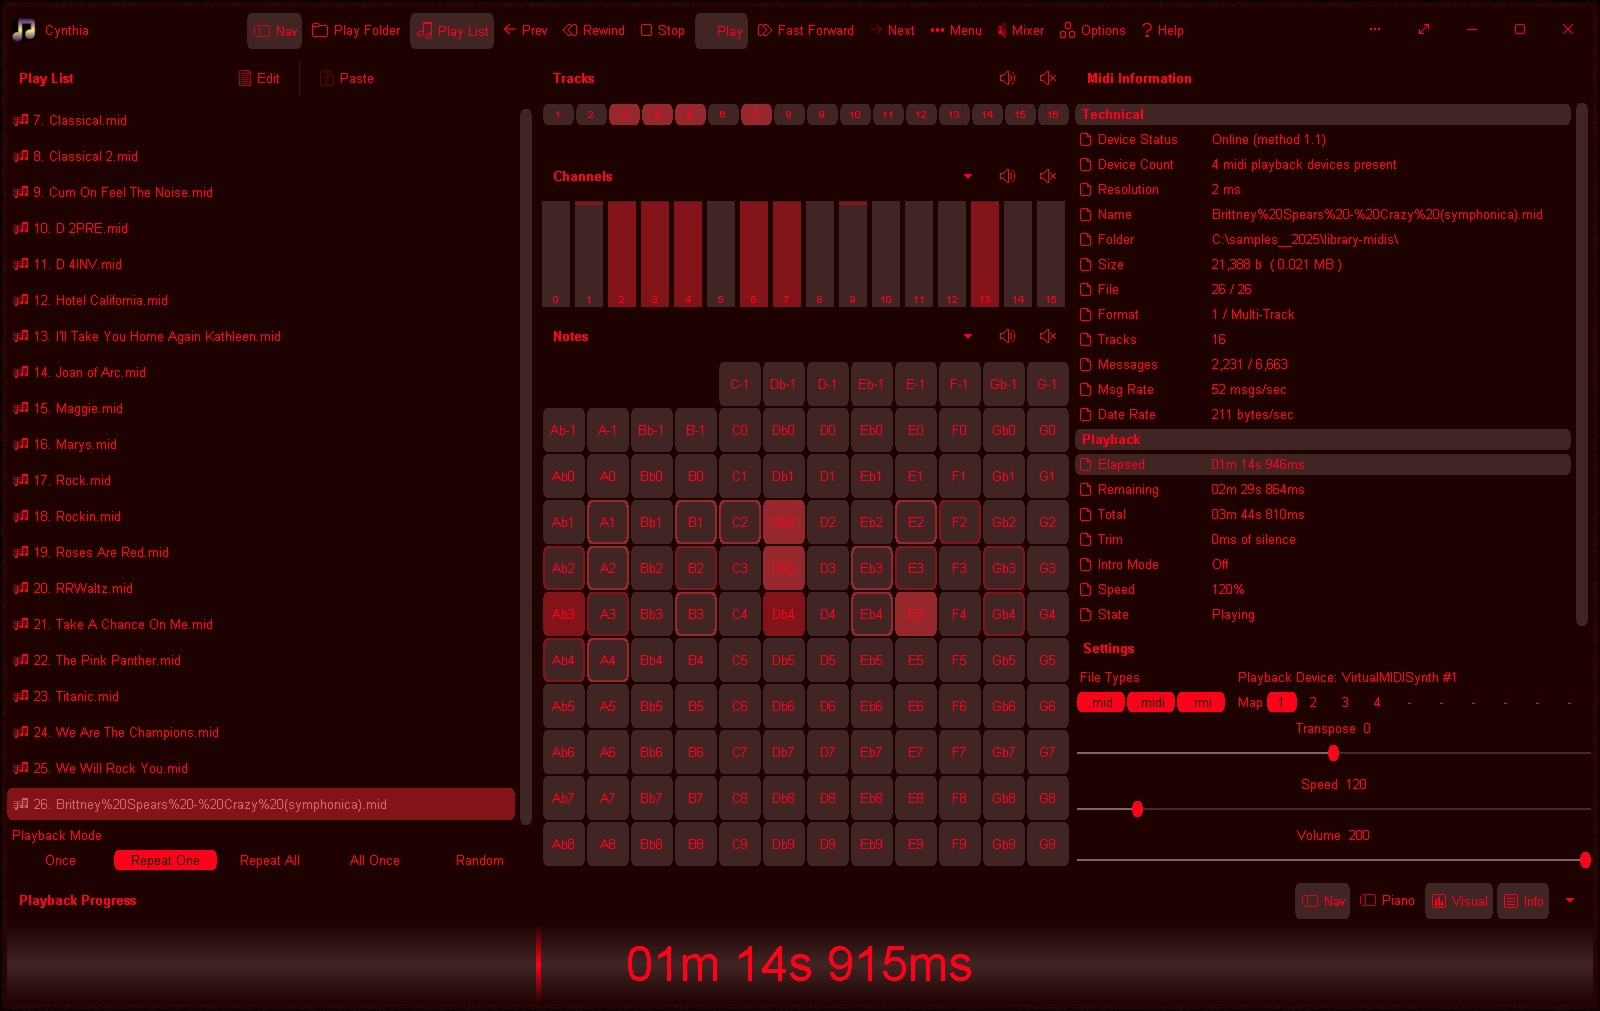 Cynthia
Nav Play Folder Play List Prev Rewind Stop Play Fast Forward Next Menu Mixer Options Help
Play List Edit Paste
7. Classical.mid
8. Classical 2.mid
9. Cum On Feel The Noise.mid
10. D 2PRE.mid
11. D 4INV.mid
12. Hotel California.mid
13. I'll Take You Home Again Kathleen.mid
14. Joan of Arc.mid
15. Maggie.mid
16. Marys.mid
17. Rock.mid
18. Rockin.mid
19. Roses Are Red.mid
20. RRWaltz.mid
21. Take A Chance On Me.mid
22. The Pink Panther.mid
23. Titanic.mid
24. We Are The Champions.mid
25. We Will Rock You.mid
26. Brittney%20Spears%20-%20Crazy%20(symphonica).mid
Playback Mode
Once Repeat One Repeat All All Once Random
Tracks
1 2 3 4 5 6 7 8 9 10 11 12 13 14 15 16
Channels
0 1 2 3 4 5 6 7 8 9 10 11 12 13 14 15
Notes
C-1 Db-1 D-1 Eb-1 E-1 F-1 Gb-1 G-1
Ab-1 A-1 Bb-1 B-1 C0 Db0 D0 Eb0 E0 F0 Gb0 G0
Ab0 A0 Bb0 B0 C1 Db1 D1 Eb1 E1 F1 Gb1 G1
Ab1 A1 Bb1 B1 C2 Db2 D2 Eb2 E2 F2 Gb2 G2
Ab2 A2 Bb2 B2 C3 Db3 D3 Eb3 E3 F3 Gb3 G3
Ab3 A3 Bb3 B3 C4 Db4 D4 Eb4 E4 F4 Gb4 G4
Ab4 A4 Bb4 B4 C5 Db5 D5 Eb5 E5 F5 Gb5 G5
Ab5 A5 Bb5 B5 C6 Db6 D6 Eb6 E6 F6 Gb6 G6
Ab6 A6 Bb6 B6 C7 Db7 D7 Eb7 E7 F7 Gb7 G7
Ab7 A7 Bb7 B7 C8 Db8 D8 Eb8 E8 F8 Gb8 G8
Ab8 A8 Bb8 B8 C9 Db9 D9 Eb9 E9 F9 Gb9 G9
Midi Information
Technical
Device Status Online (method 1.1)
Device Count 4 midi playback devices present
Resolution 2 ms
Name Brittney%20Spears%20-%20Crazy%20(symphonica).mid
Folder C:\samples__2025\library-midis\
Size 21,388 b ( 0.021 MB )
File 26 / 26
Format 1 / Multi-Track
Tracks 16
Messages 2,231 / 6,663
Msg Rate 52 msgs/sec
Date Rate 211 bytes/sec
Playback
Elapsed 01m 14s 946ms
Remaining 02m 29s 864ms
Total 03m 44s 810ms
Trim 0ms of silence
Intro Mode Off
Speed 120%
State Playing
Settings
File Types Playback Device: VirtualMIDISynth #1
.mid .midi .rmi Map 1 2 3 4 - - - - - -
Transpose 0
Speed 120
Volume 200
Playback Progress Nav Piano Visual Info
01m 14s 915ms